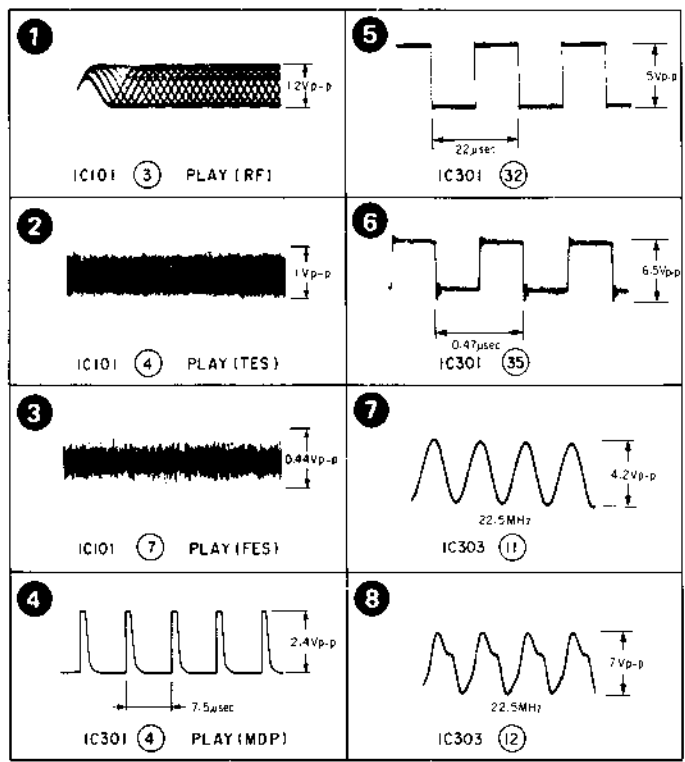 1
1.2Vp-p
IC101 3 PLAY (RF)
2
1Vp-p
IC101 4 PLAY (TES)
3
0.44Vp-p
IC101 7 PLAY (FES)
4
2.4Vp-p
7.5μsec
IC301 4 PLAY (MDP)
5
5Vp-p
22μsec
IC301 32
6
6.5Vp-p
0.47μsec
IC301 35
7
4.2Vp-p
22.5MHz
IC303 11
8
7Vp-p
22.5MHz
IC303 12